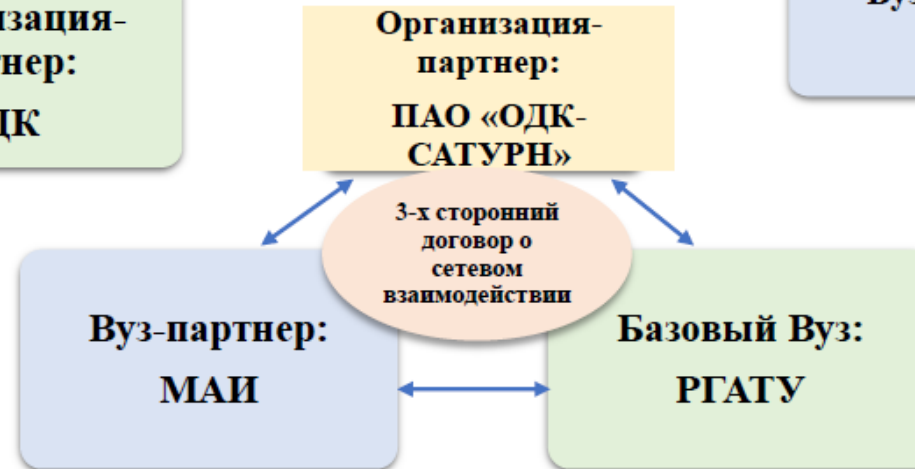 Организация-
партнер:
ПАО «ОДК-
САТУРН»
3-х сторонний
договор о
сетевом
взаимодействии
Вуз-партнер:
МАИ
Базовый Вуз:
РГАТУ